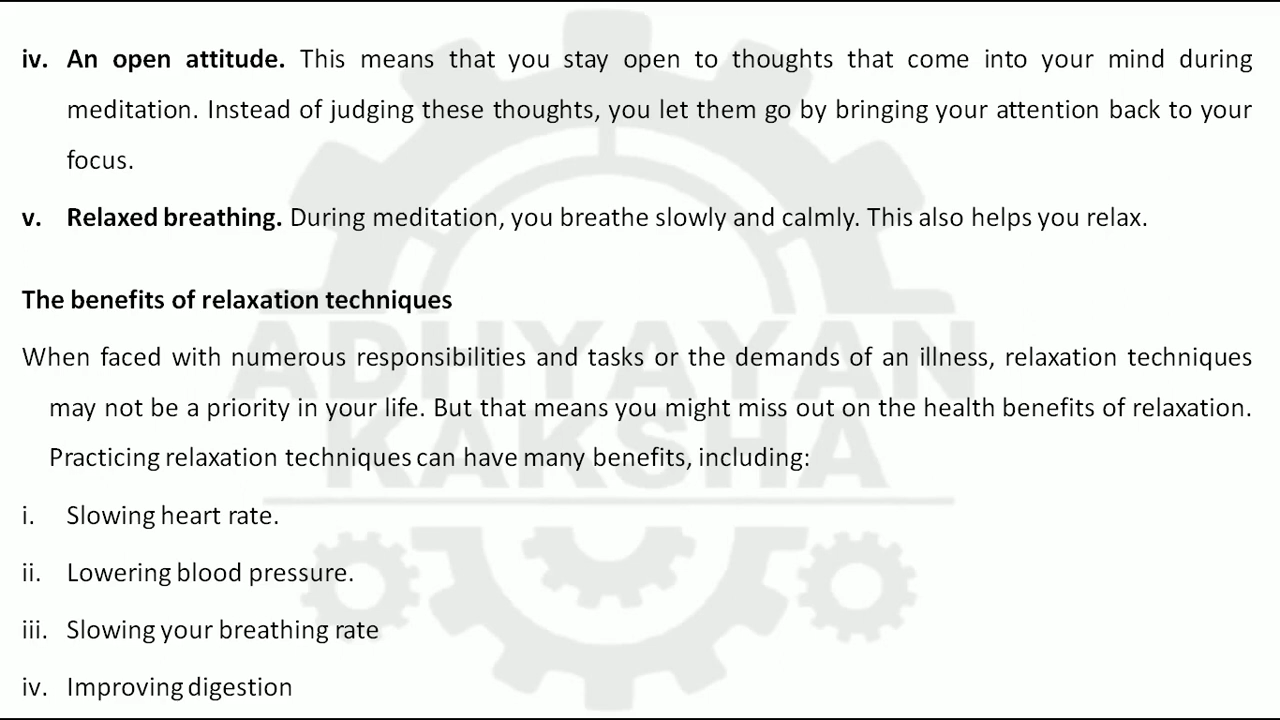 iv. An open attitude. This means that you stay open to thoughts that come into your mind during
meditation. Instead of judging these thoughts, you let them go by bringing your attention back to your
focus.
v. Relaxed breathing. During meditation, you breathe slowly and calmly. This also helps you relax.
The benefits of relaxation techniques
When faced with numerous responsibilities and tasks or the demands of an illness, relaxation techniques
may not be a priority in your life. But that means you might miss out on the health benefits of relaxation.
Practicing relaxation techniques can have many benefits, including:
i. Slowing heart rate.
ii. Lowering blood pressure.
iii. Slowing your breathing rate
iv. Improving digestion
ADHYAYAN
KAKSHA